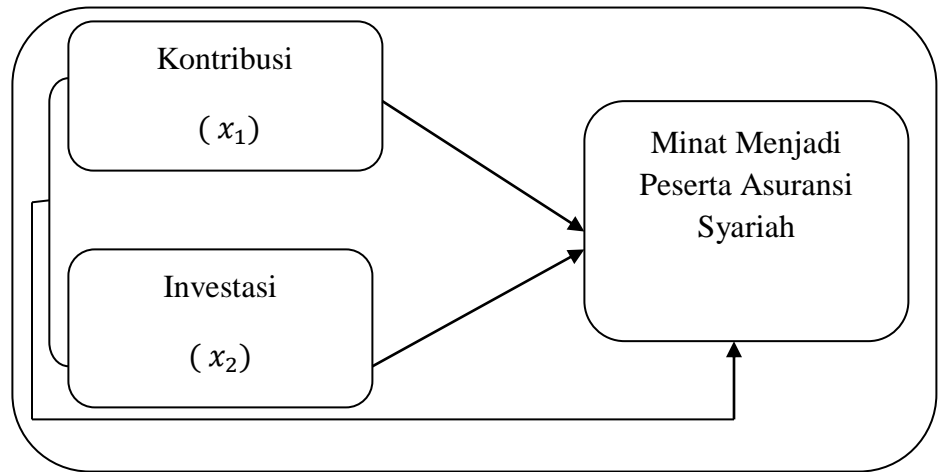 Kontribusi
( 𝑥₁)
Minat Menjadi
Peserta Asuransi
Syariah
Investasi
( 𝑥₂)